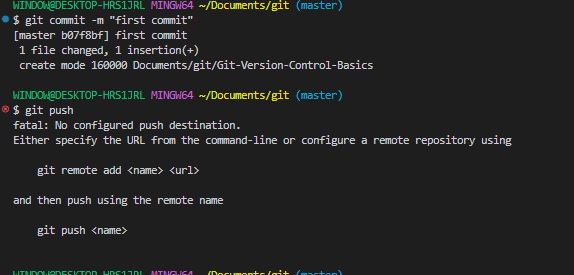 WINDOW@DESKTOP-HRS1JRL MINGW64 ~/Documents/git (master)
$ git commit -m "first commit"
[master b07f8bf] first commit
 1 file changed, 1 insertion(+)
 create mode 160000 Documents/git/Git-Version-Control-Basics
WINDOW@DESKTOP-HRS1JRL MINGW64 ~/Documents/git (master)
$ git push
fatal: No configured push destination.
Either specify the URL from the command-line or configure a remote repository using
    git remote add <name> <url>
and then push using the remote name
    git push <name>
WINDOW@DESKTOP-HRS1JRL MINGW64 ~/Documents/git (master)